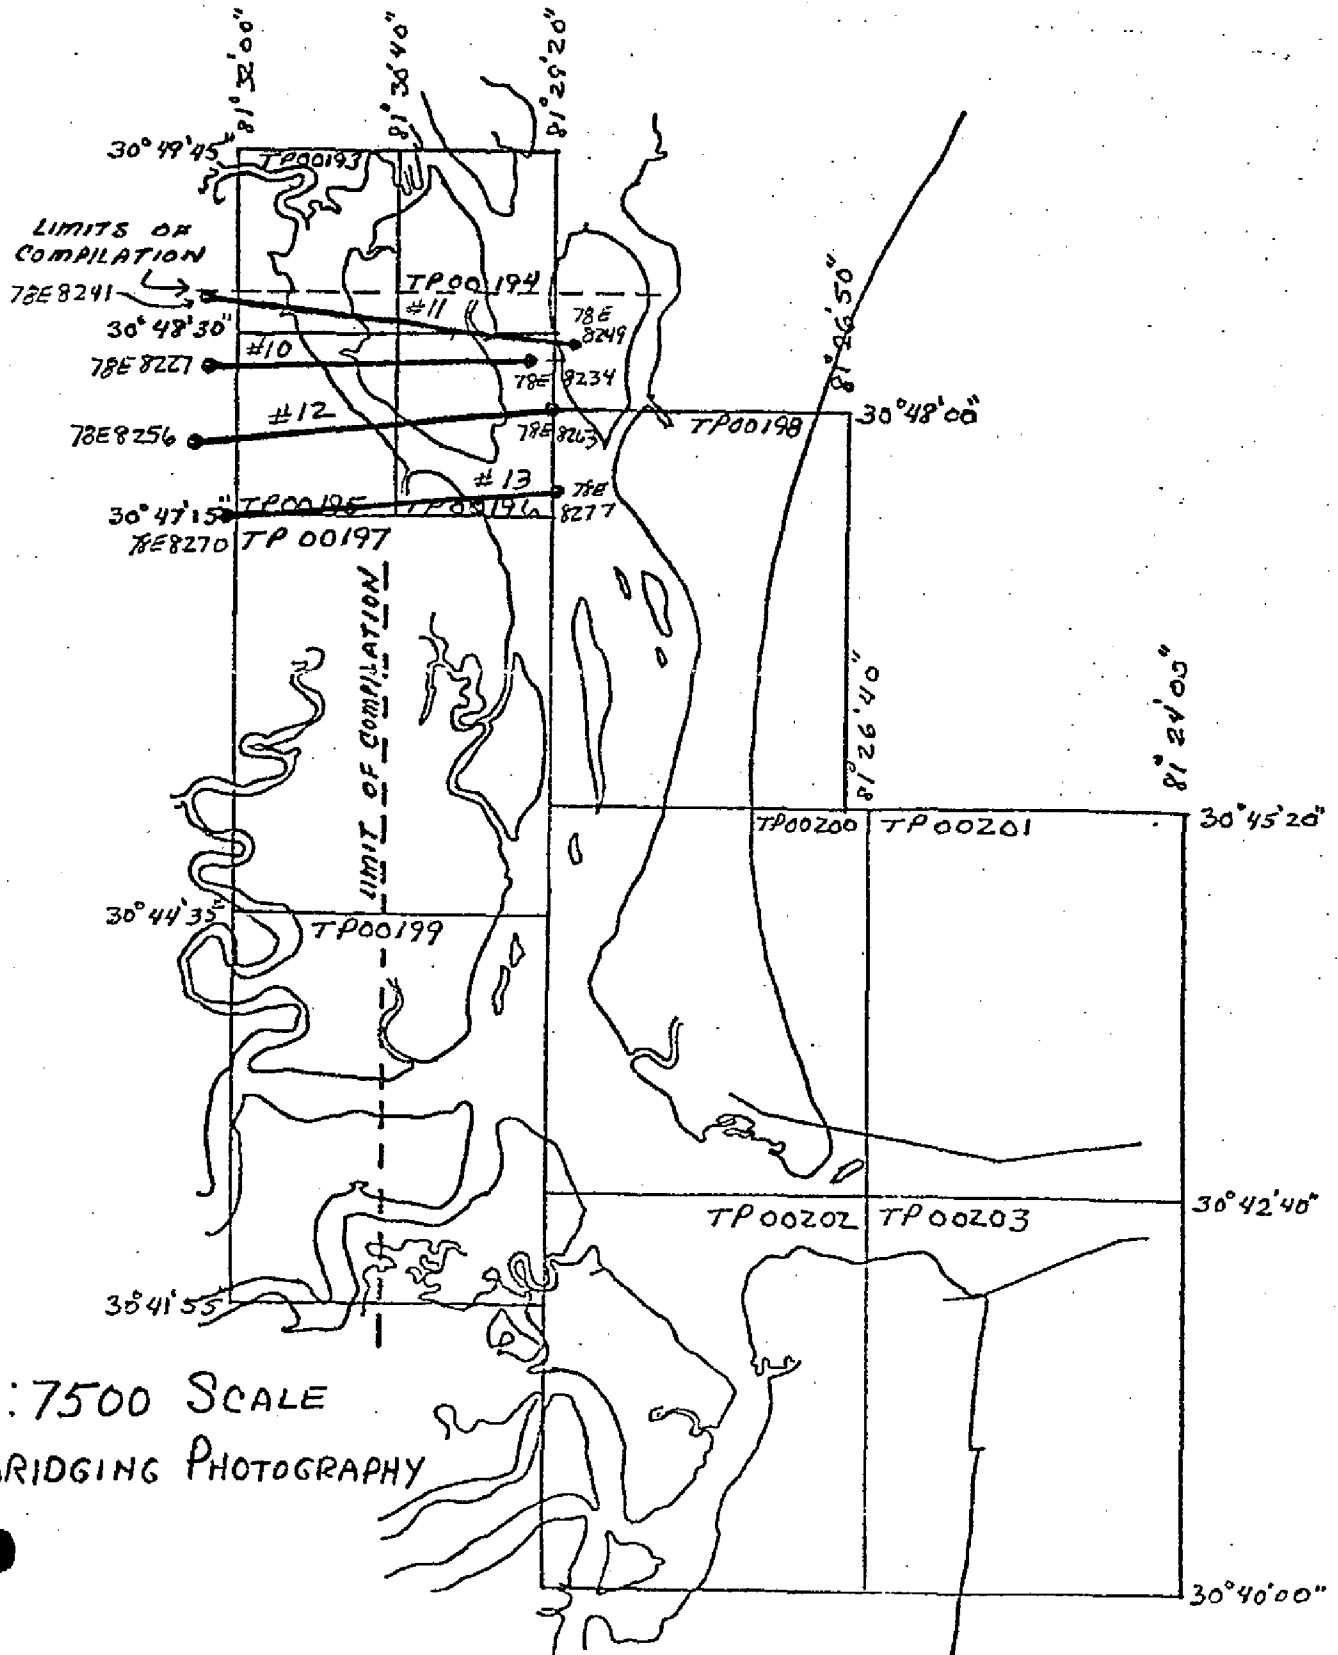 81°32'00"
81°30'40"
81°29'20"
30°49'45"
TP00193
LIMITS OF
COMPILATION
78E8241
TP00194
#11
78E
8249
30°48'30"
#10
78E8227
78E 8234
81°26'50"
#12
78E8256
78E8263
TP00198
30°48'00"
#13
78E
8277
30°47'15"
TP00195
TP00196
78E8270
TP 00197
LIMIT OF COMPILATION
81°26'40"
81°24'00"
TP00200
TP00201
30°45'20"
30°44'35"
TP00199
30°42'40"
TP00202
TP00203
30°41'55"
:7500 SCALE
BRIDGING PHOTOGRAPHY
30°40'00"